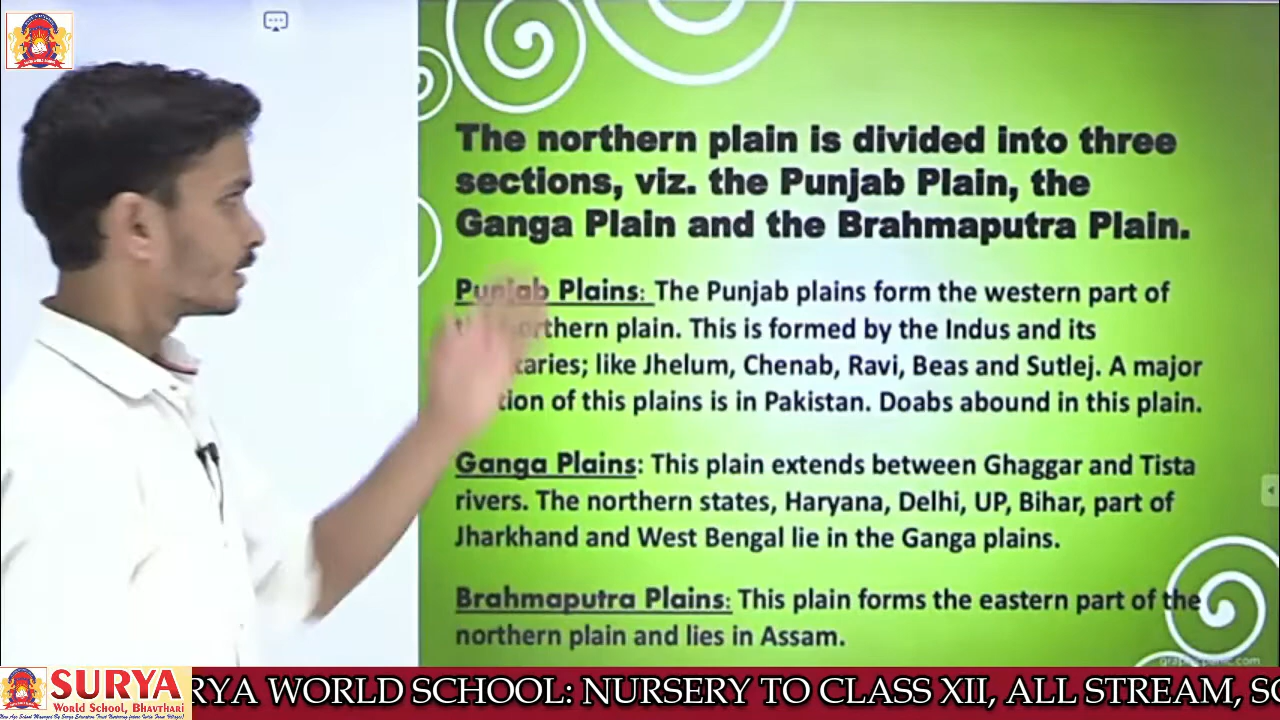 The northern plain is divided into three
sections, viz. the Punjab Plain, the
Ganga Plain and the Brahmaputra Plain.
Punjab Plains: The Punjab plains form the western part of
northern plain. This is formed by the Indus and its
like Jhelum, Chenab, Ravi, Beas and Sutlej. A major
of this plains is in Pakistan. Doabs abound in this plain.
Ganga Plains: This plain extends between Ghaggar and Tista
rivers. The northern states, Haryana, Delhi, UP, Bihar, part of
Jharkhand and West Bengal lie in the Ganga plains.
Brahmaputra Plains: This plain forms the eastern part of the
northern plain and lies in Assam.
SURYA
World School, Bhavthari
RYA WORLD SCHOOL: NURSERY TO CLASS XII, ALL STREAM, SC